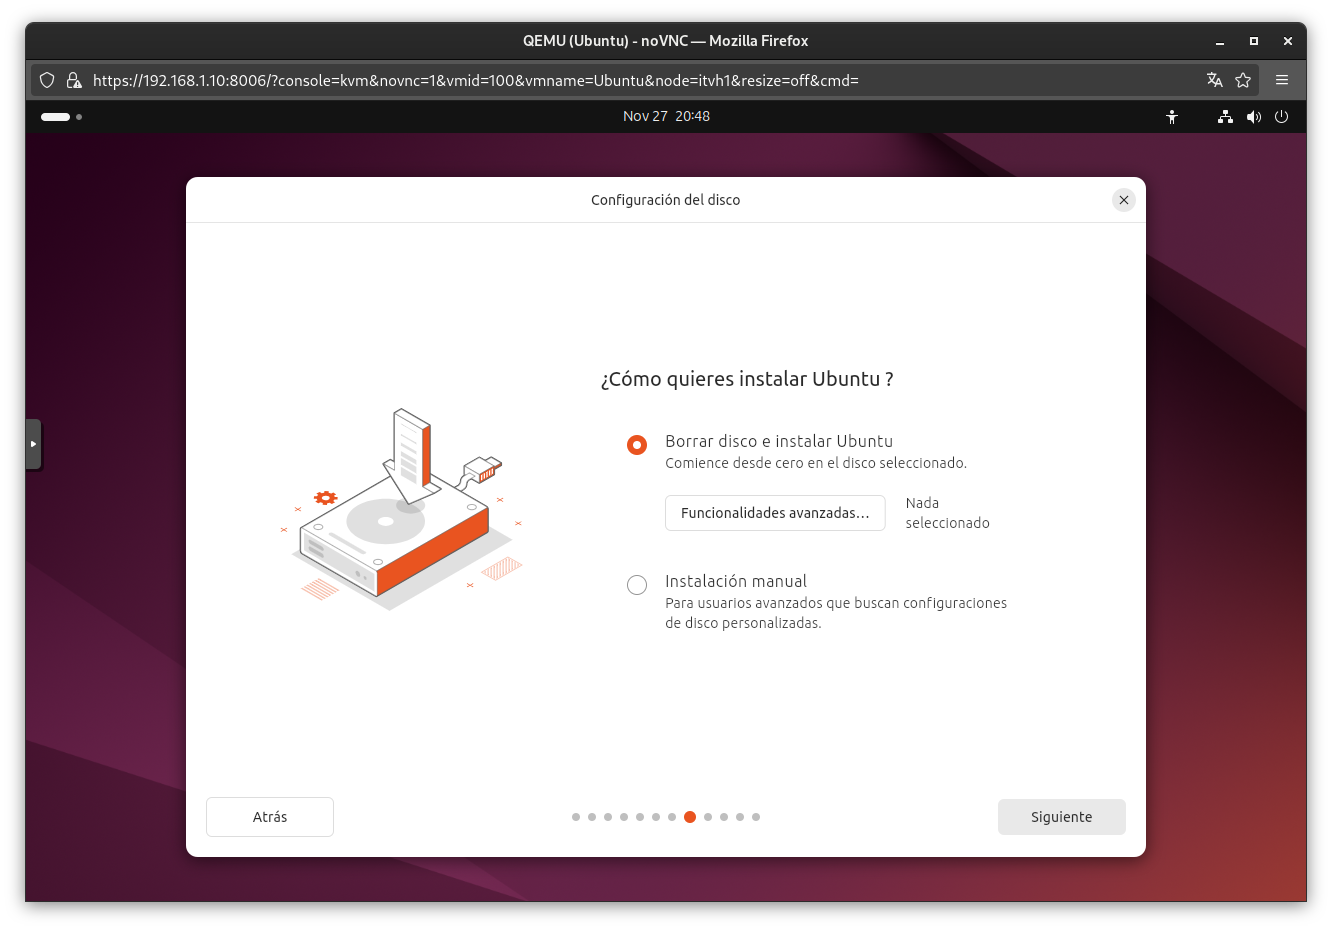 QEMU (Ubuntu) - noVNC — Mozilla Firefox
https://192.168.1.10:8006/?console=kvm&novnc=1&vmid=100&vmname=Ubuntu&node=itvh1&resize=off&cmd=
Nov 27 20:48
Configuración del disco
¿Cómo quieres instalar Ubuntu ?
Borrar disco e instalar Ubuntu
Comience desde cero en el disco seleccionado.
Funcionalidades avanzadas...
Nada
seleccionado
Instalación manual
Para usuarios avanzados que buscan configuraciones
de disco personalizadas.
Atrás
Siguiente